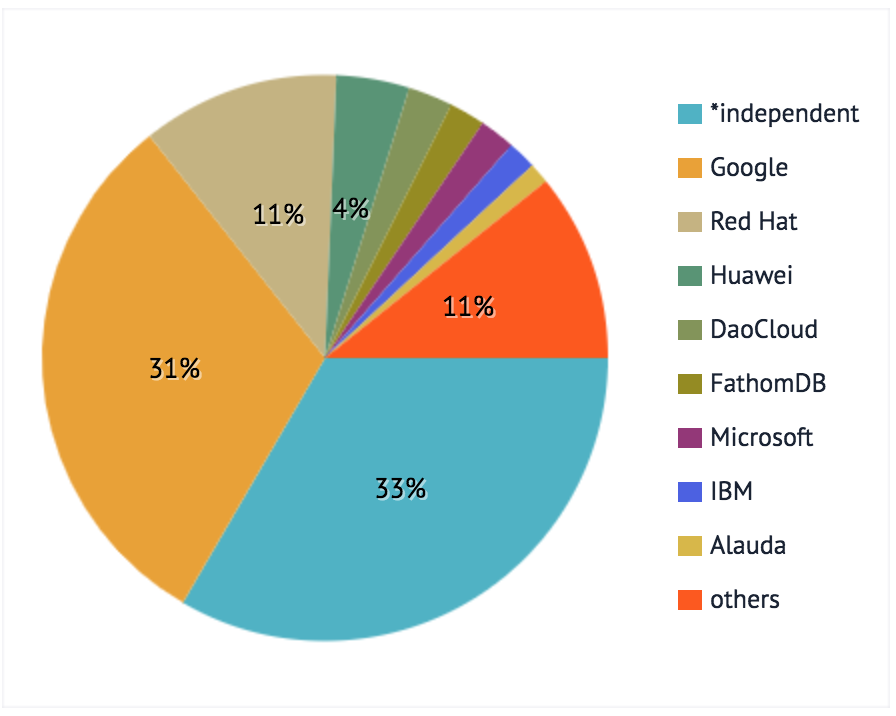 11%
4%
11%
31%
33%
*independent
Google
Red Hat
Huawei
DaoCloud
FathomDB
Microsoft
IBM
Alauda
others